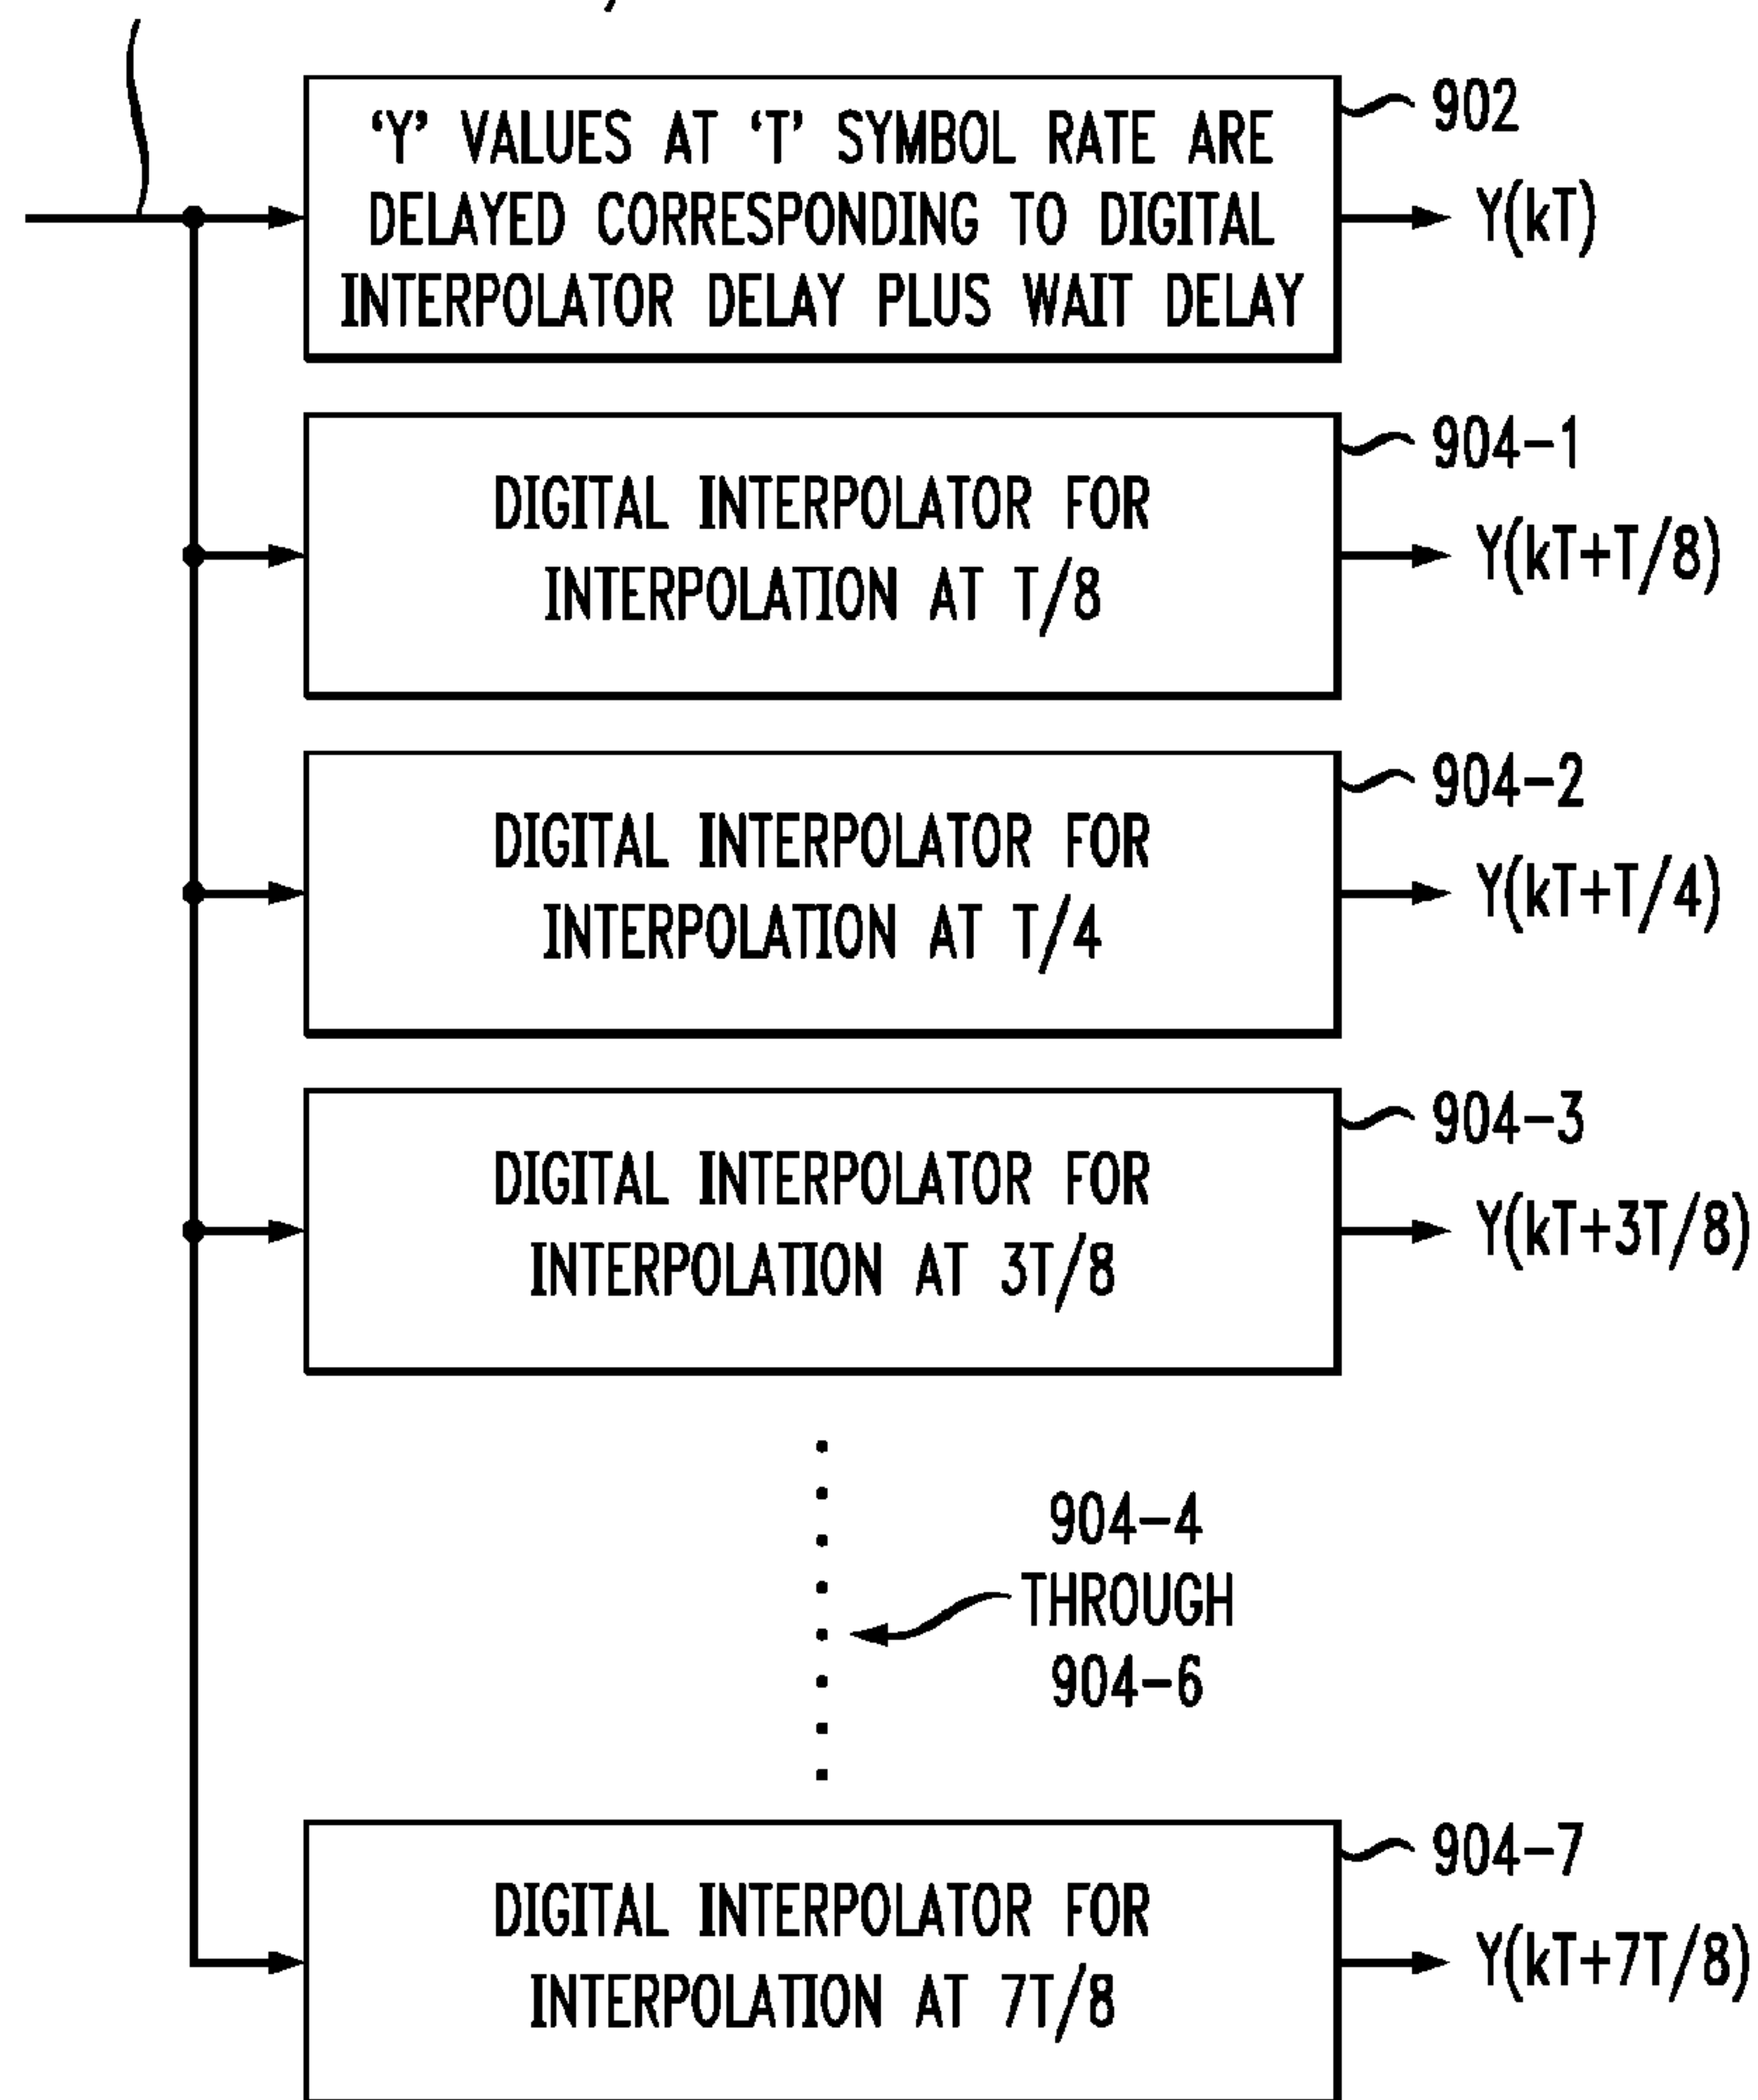 ‘Y’ VALUES AT ‘T’ SYMBOL RATE ARE
DELAYED CORRESPONDING TO DIGITAL
INTERPOLATOR DELAY PLUS WAIT DELAY
902
Y(kT)
DIGITAL INTERPOLATOR FOR
INTERPOLATION AT T/8
904-1
Y(kT+T/8)
DIGITAL INTERPOLATOR FOR
INTERPOLATION AT T/4
904-2
Y(kT+T/4)
DIGITAL INTERPOLATOR FOR
INTERPOLATION AT 3T/8
904-3
Y(kT+3T/8)
904-4
THROUGH
904-6
DIGITAL INTERPOLATOR FOR
INTERPOLATION AT 7T/8
904-7
Y(kT+7T/8)